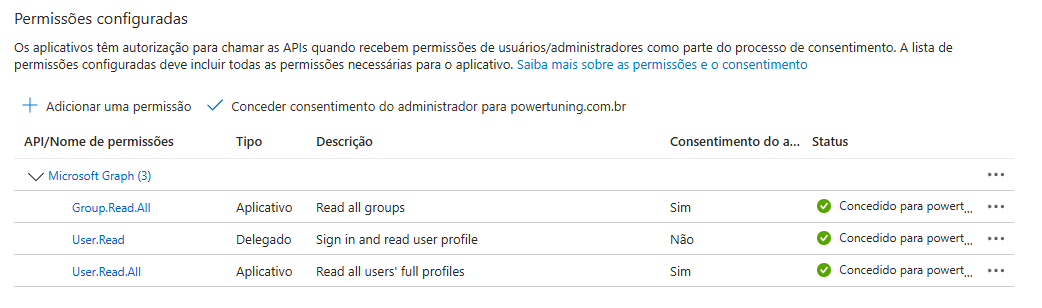 Permissões configuradas
Os aplicativos têm autorização para chamar as APIs quando recebem permissões de usuários/administradores como parte do processo de consentimento. A lista de
permissões configuradas deve incluir todas as permissões necessárias para o aplicativo. Saiba mais sobre as permissões e o consentimento
Adicionar uma permissão Conceder consentimento do administrador para powertuning.com.br
API/Nome de permissões Tipo Descrição Consentimento do a... Status
Microsoft Graph (3)
Group.Read.All Aplicativo Read all groups Sim Concedido para powert...
User.Read Delegado Sign in and read user profile Não Concedido para powert...
User.Read.All Aplicativo Read all users' full profiles Sim Concedido para powert...